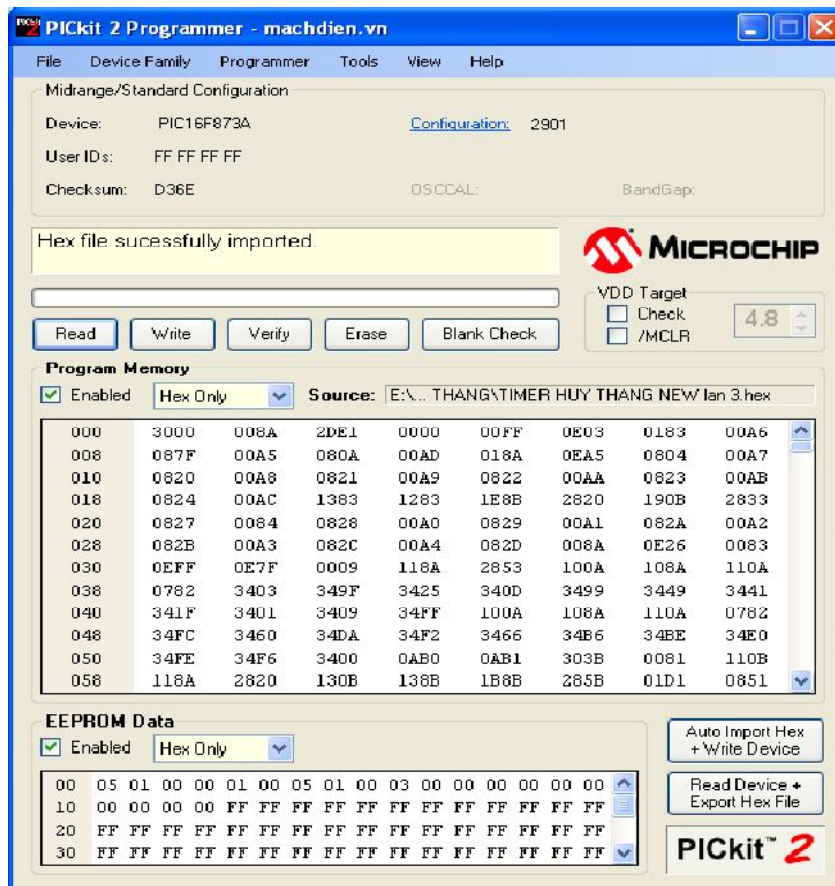 PICkit 2 Programmer - machdien.vn
File Device Family Programmer Tools View Help
Midrange/Standard Configuration
Device: PIC16F873A Configuration: 2901
User IDs: FF FF FF FF
Checksum: D36E OSCCAL: BandGap:
Hex file sucessfully imported.
MICROCHIP
VDD Target
Check
/MCLR
4.8
Read Write Verify Erase Blank Check
Program Memory
Enabled Hex Only Source: E:\... THANG\TIMER HUY THANG NEW lan 3.hex
000 3000 008A 2DE1 0000 00FF 0E03 0183 00A6
008 087F 00A5 080A 00AD 018A 0EA5 0804 00A7
010 0820 00A8 0821 00A9 0822 00AA 0823 00AB
018 0824 00AC 1383 1283 1E8B 2820 190B 2833
020 0827 0084 0828 00A0 0829 00A1 082A 00A2
028 082B 00A3 082C 00A4 082D 008A 0E26 0083
030 0EFF 0E7F 0009 118A 2853 100A 108A 110A
038 0782 3403 349F 3425 340D 3499 3449 3441
040 341F 3401 3409 34FF 100A 108A 110A 0782
048 34FC 3460 34DA 34F2 3466 34B6 34BE 34E0
050 34FE 34F6 3400 0AB0 0AB1 303B 0081 110B
058 118A 2820 130B 138B 1B8B 285B 01D1 0851
EEPROM Data
Enabled Hex Only
00 05 01 00 00 01 00 05 01 00 03 00 00 00 00 00 00
10 00 00 00 00 FF FF FF FF FF FF FF FF FF FF FF FF
20 FF FF FF FF FF FF FF FF FF FF FF FF FF FF FF FF
30 FF FF FF FF FF FF FF FF FF FF FF FF FF FF FF FF
Auto Import Hex
+ Write Device
Read Device +
Export Hex File
PICkit™ 2